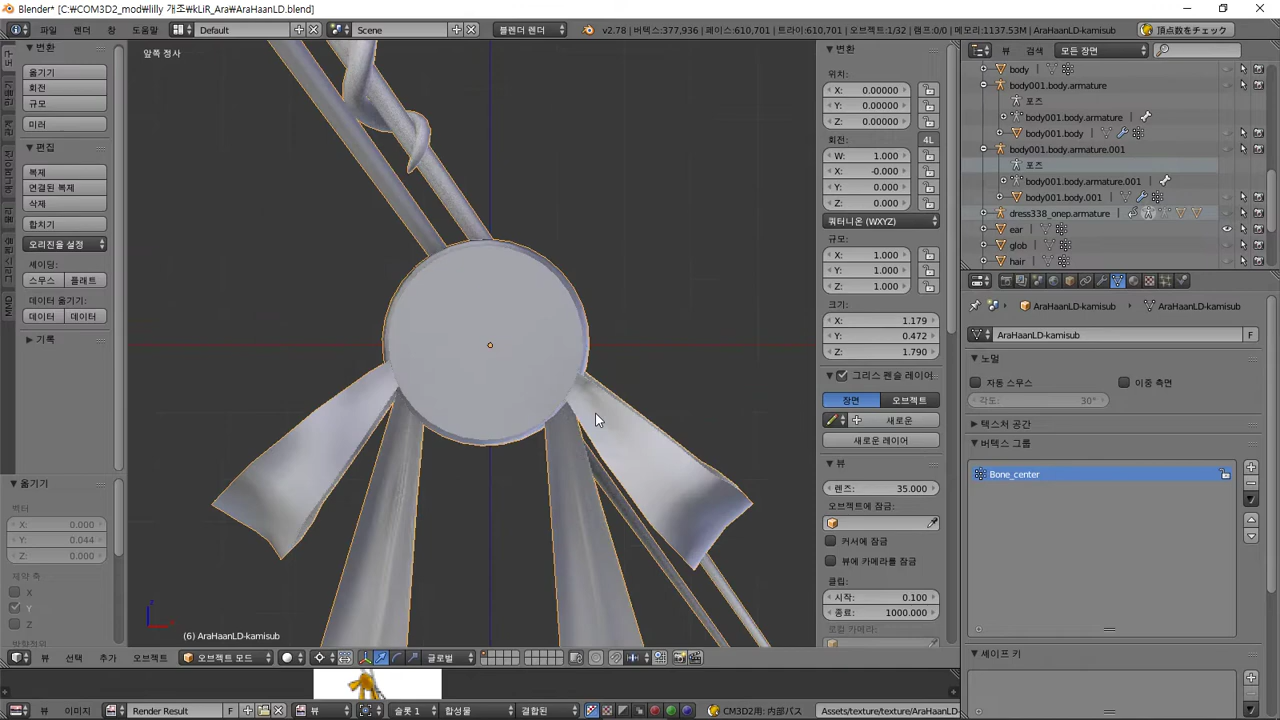 Blender* [C:₩COM3D2_mod₩lilly 개조₩kLiR_Ara₩AraHaanLD.blend]
파일 렌더 창 도움말 Default Scene 블렌더 렌더 v2.78 | 버텍스:377,936 | 페이스:610,701 | 트라이:610,701 | 오브젝트:1/32 | 램프:0/0 | 메모리:1137.53M | AraHaanLD-kamisub 頂点数をチェック
변환
옮기기
회전
규모
미러
편집
복제
연결된 복제
삭제
합치기
오리진을 설정
셰이딩:
스무스 플래트
데이터 옮기기:
데이터 데이터
기록
MMD
옮기기
벡터
X: 0.000
Y: 0.044
Z: 0.000
제약 축
X
Y
Z
앞쪽 정사
(6) AraHaanLD-kamisub
변환
위치:
X: 0.00000
Y: 0.00000
Z: 0.00000
회전: 4L
W: 1.000
X: -0.000
Y: 0.000
Z: 0.000
쿼터니온 (WXYZ)
규모:
X: 1.000
Y: 1.000
Z: 1.000
크기:
X: 1.179
Y: 0.472
Z: 1.790
그리스 펜슬 레이어
장면 오브젝트
새로운
새로운 레이어
뷰
렌즈: 35.000
오브젝트에 잠금:
커서에 잠금
뷰에 카메라를 잠금
클립:
시작: 0.100
종료: 1000.000
로컬 카메라:
뷰 검색 모든 장면
body
body001.body.armature
포즈
body001.body.armature
body001.body
body001.body.armature.001
포즈
body001.body.armature.001
body001.body.001
dress338_onep.armature
ear
glob
hair
AraHaanLD-kamisub AraHaanLD-kamisub
AraHaanLD-kamisub F
노멀
자동 스무스 이중 측면
각도: 30°
텍스처 공간
버텍스 그룹
Bone_center
셰이프 키
뷰 선택 추가 오브젝트 오브젝트 모드 글로벌
뷰 이미지 Render Result F 뷰 슬롯 1 합성물 결합된 CM3D2用: 内部パス Assets/texture/texture/AraHaanLD-